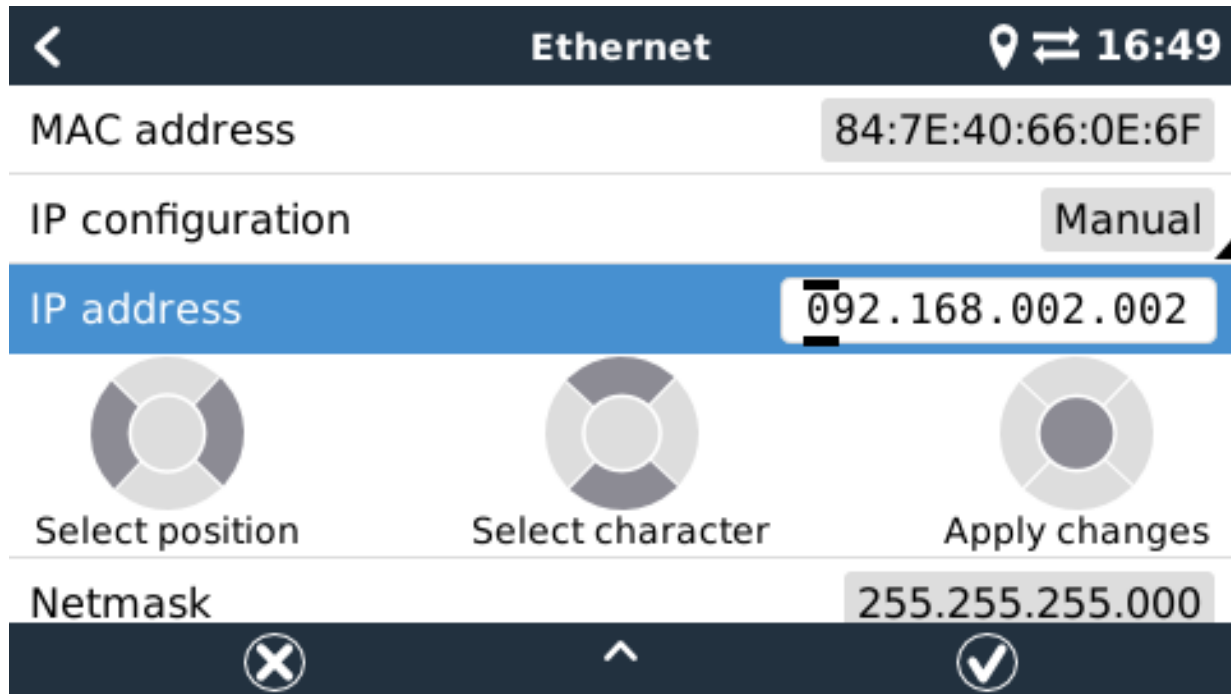 Ethernet 16:49
MAC address 84:7E:40:66:0E:6F
IP configuration Manual
IP address 092.168.002.002
Select position Select character Apply changes
Netmask 255.255.255.000